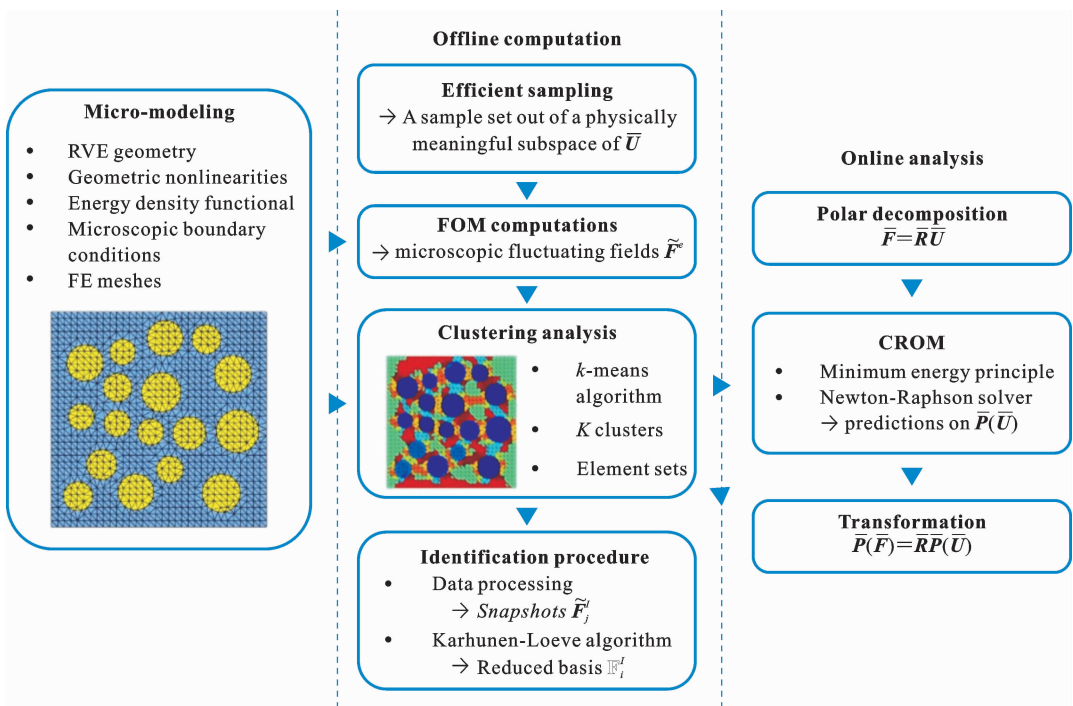 Micro-modeling
• RVE geometry
• Geometric nonlinearities
• Energy density functional
• Microscopic boundary
conditions
• FE meshes
Offline computation
Efficient sampling
→ A sample set out of a physically
meaningful subspace of U̅
FOM computations
→ microscopic fluctuating fields F̃ᵉ
Clustering analysis
• k-means
algorithm
• K clusters
• Element sets
Identification procedure
• Data processing
→ Snapshots F̃ⱼᴵ
• Karhunen-Loeve algorithm
→ Reduced basis 𝔽ᵢᴵ
Online analysis
Polar decomposition
F̅=R̅U̅
CROM
• Minimum energy principle
• Newton-Raphson solver
→ predictions on P̅(U̅)
Transformation
P̅(F̅)=R̅P̅(U̅)